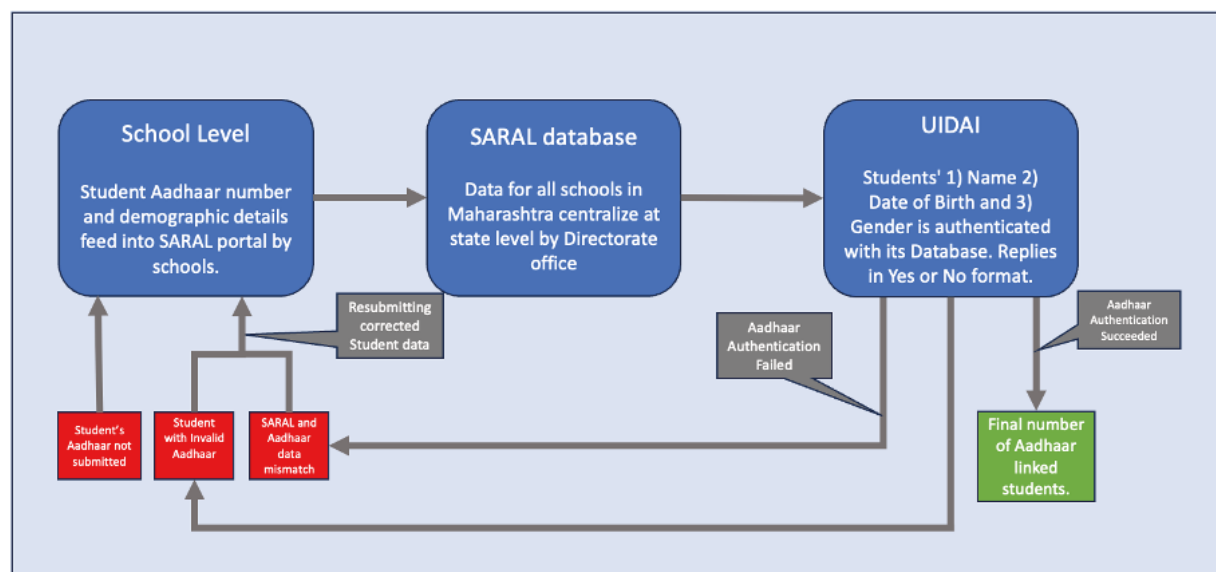 School Level
Student Aadhaar number
and demographic details
feed into SARAL portal by
schools.
SARAL database
Data for all schools in
Maharashtra centralize at
state level by Directorate
office
UIDAI
Students' 1) Name 2)
Date of Birth and 3)
Gender is authenticated
with its Database. Replies
in Yes or No format.
Resubmitting
corrected
Student data
Aadhaar
Authentication
Failed
Aadhaar
Authentication
Succeeded
Student's
Aadhaar not
submitted
Student
with Invalid
Aadhaar
SARAL and
Aadhaar
data
mismatch
Final number
of Aadhaar
linked
students.